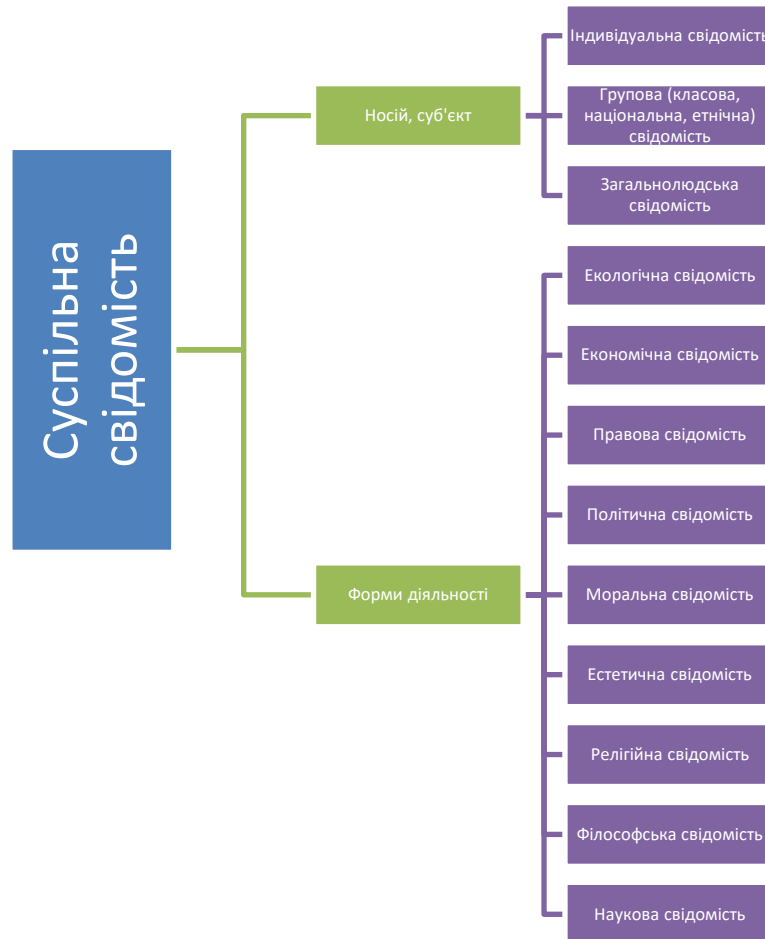 Суспільна
свідомість
Носій, суб'єкт
Індивідуальна свідомість
Групова (класова,
національна, етнічна)
свідомість
Загальнолюдська
свідомість
Форми діяльності
Екологічна свідомість
Економічна свідомість
Правова свідомість
Політична свідомість
Моральна свідомість
Естетична свідомість
Релігійна свідомість
Філософська свідомість
Наукова свідомість